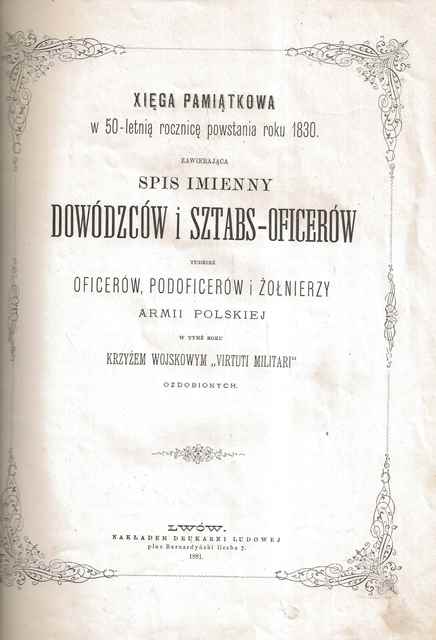 XIĘGA PAMIĄTKOWA
w 50-letnią rocznicę powstania roku 1830.
ZAWIERAJĄCA
SPIS IMIENNY
DOWÓDZCÓW i SZTABS-OFICERÓW
TUDZIEŻ
OFICERÓW, PODOFICERÓW i ŻOŁNIERZY
ARMII POLSKIEJ
W TYMŻE ROKU
KRZYŻEM WOJSKOWYM „VIRTUTI MILITARI"
OZDOBIONYCH.
LWÓW.
NAKŁADEM DRUKARNI LUDOWEJ
plac Bernardyński liczba 7.
1881.